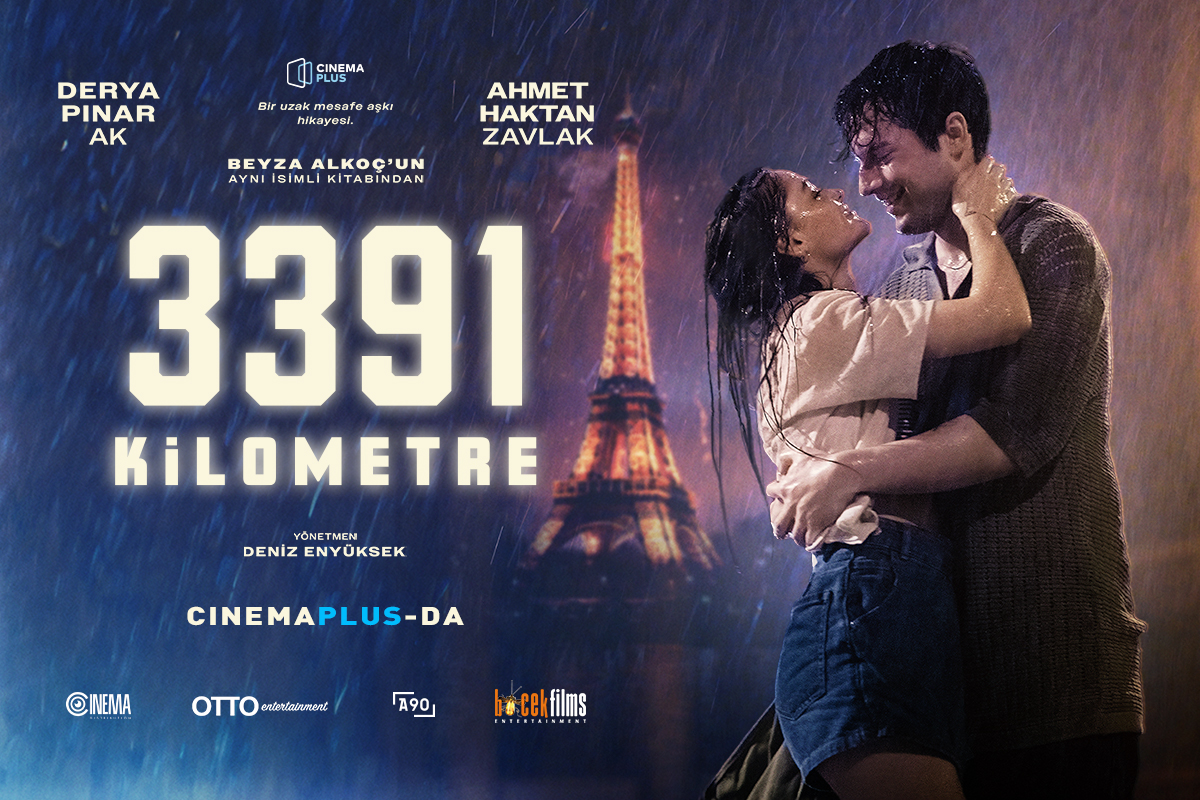 DERYA
PINAR
AK
CINEMA
PLUS
Bir uzak mesafe aşkı
hikayesi.
AHMET
HAKTAN
ZAVLAK
BEYZA ALKOÇ'UN
AYNI İSİMLİ KİTABINDAN
3391
KiLOMETRE
YÖNETMEN
DENİZ ENYÜKSEK
CINEMAPLUS-DA
CINEMA
DISTRIBUTION
OTTO entertainment
A90
böcekfilms
ENTERTAINMENT